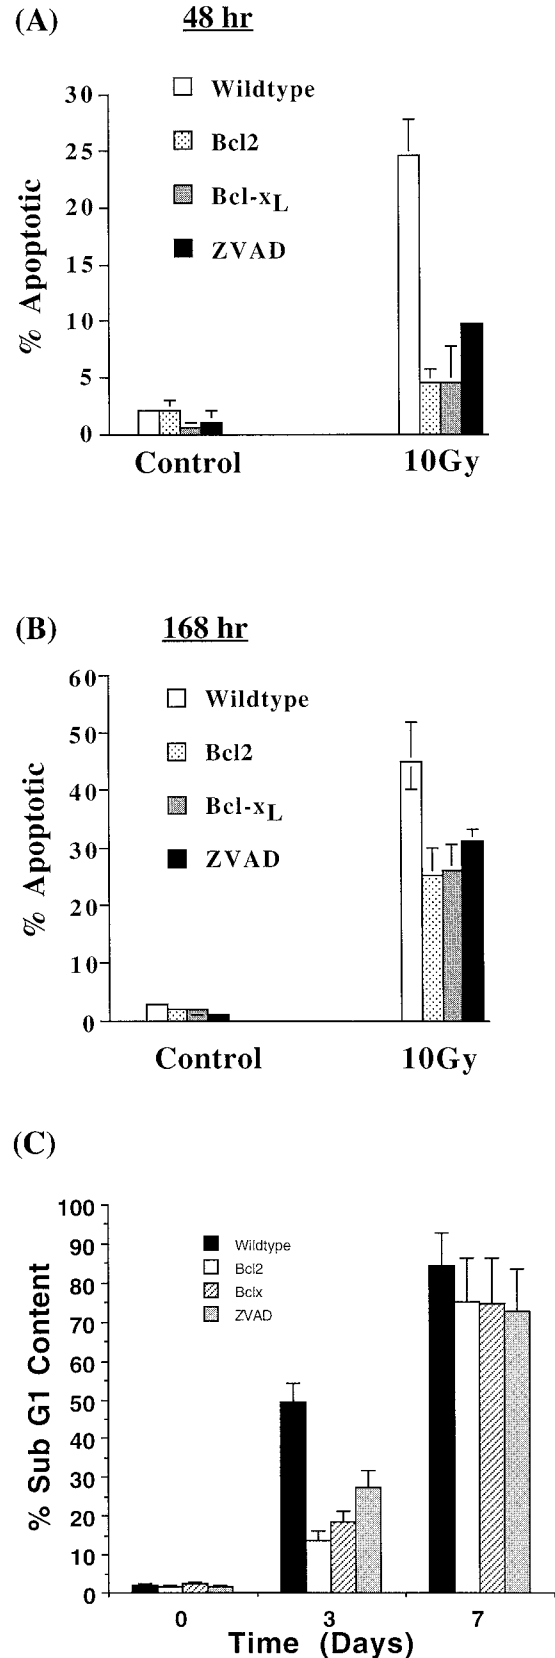 (A) 48 hr
30
25
20
15
10
5
0
% Apoptotic
Wildtype
Bcl2
Bcl-xL
ZVAD
Control 10Gy
(B) 168 hr
60
50
40
30
20
10
0
% Apoptotic
Wildtype
Bcl2
Bcl-xL
ZVAD
Control 10Gy
(C)
100
90
80
70
60
50
40
30
20
10
0
% Sub G1 Content
Wildtype
Bcl2
Bclx
ZVAD
0 3 7
Time (Days)